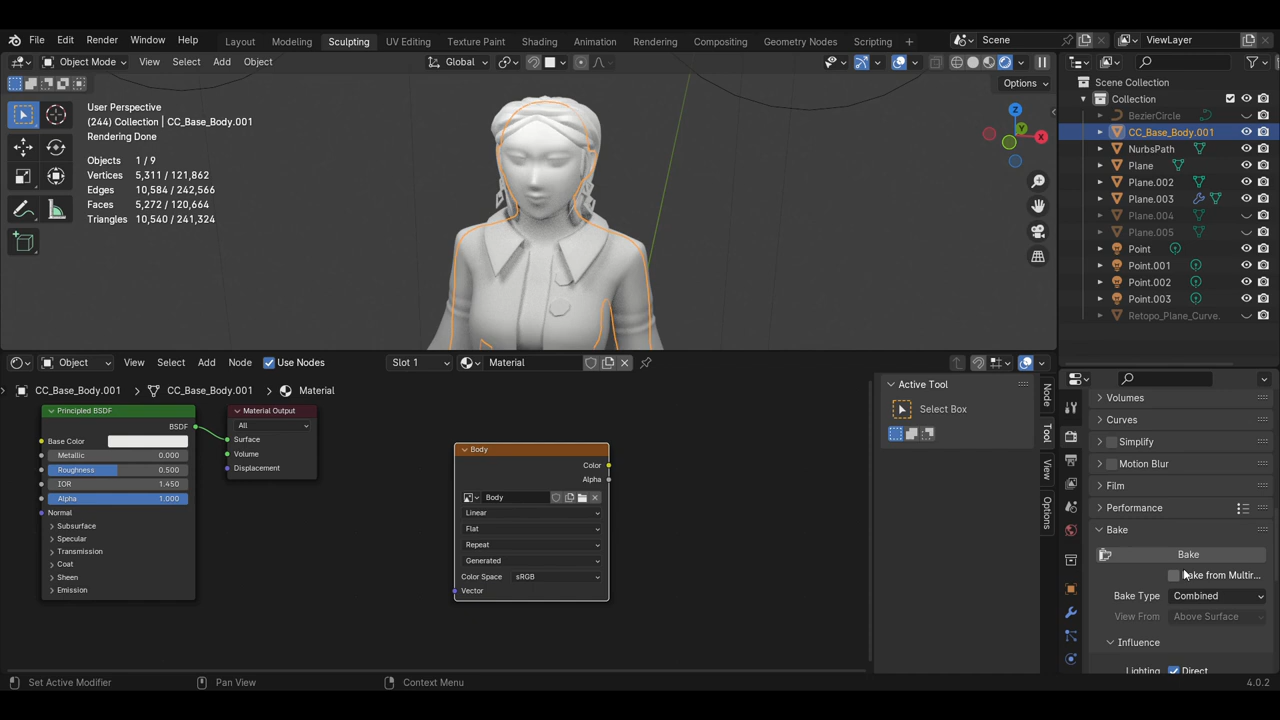 File Edit Render Window Help Layout Modeling Sculpting UV Editing Texture Paint Shading Animation Rendering Compositing Geometry Nodes Scripting + Scene ViewLayer
Object Mode View Select Add Object Global
Options
User Perspective
(244) Collection | CC_Base_Body.001
Rendering Done
Objects 1 / 9
Vertices 5,311 / 121,862
Edges 10,584 / 242,566
Faces 5,272 / 120,664
Triangles 10,540 / 241,324
Z
Y
X
Scene Collection
Collection
BezierCircle
CC_Base_Body.001
NurbsPath
Plane
Plane.002
Plane.003
Plane.004
Plane.005
Point
Point.001
Point.002
Point.003
Retopo_Plane_Curve.
Object View Select Add Node Use Nodes Slot 1 Material
CC_Base_Body.001 > CC_Base_Body.001 > Material
Principled BSDF
BSDF
Base Color
Metallic 0.000
Roughness 0.500
IOR 1.450
Alpha 1.000
Normal
Subsurface
Specular
Transmission
Coat
Sheen
Emission
Material Output
All
Surface
Volume
Displacement
Body
Color
Alpha
Body
Linear
Flat
Repeat
Generated
Color Space sRGB
Vector
Active Tool
Select Box
Node
Tool
View
Options
Volumes
Curves
Simplify
Motion Blur
Film
Performance
Bake
Bake
Bake from Multir...
Bake Type Combined
View From Above Surface
Influence
Lighting Direct
Set Active Modifier Pan View Context Menu 4.0.2